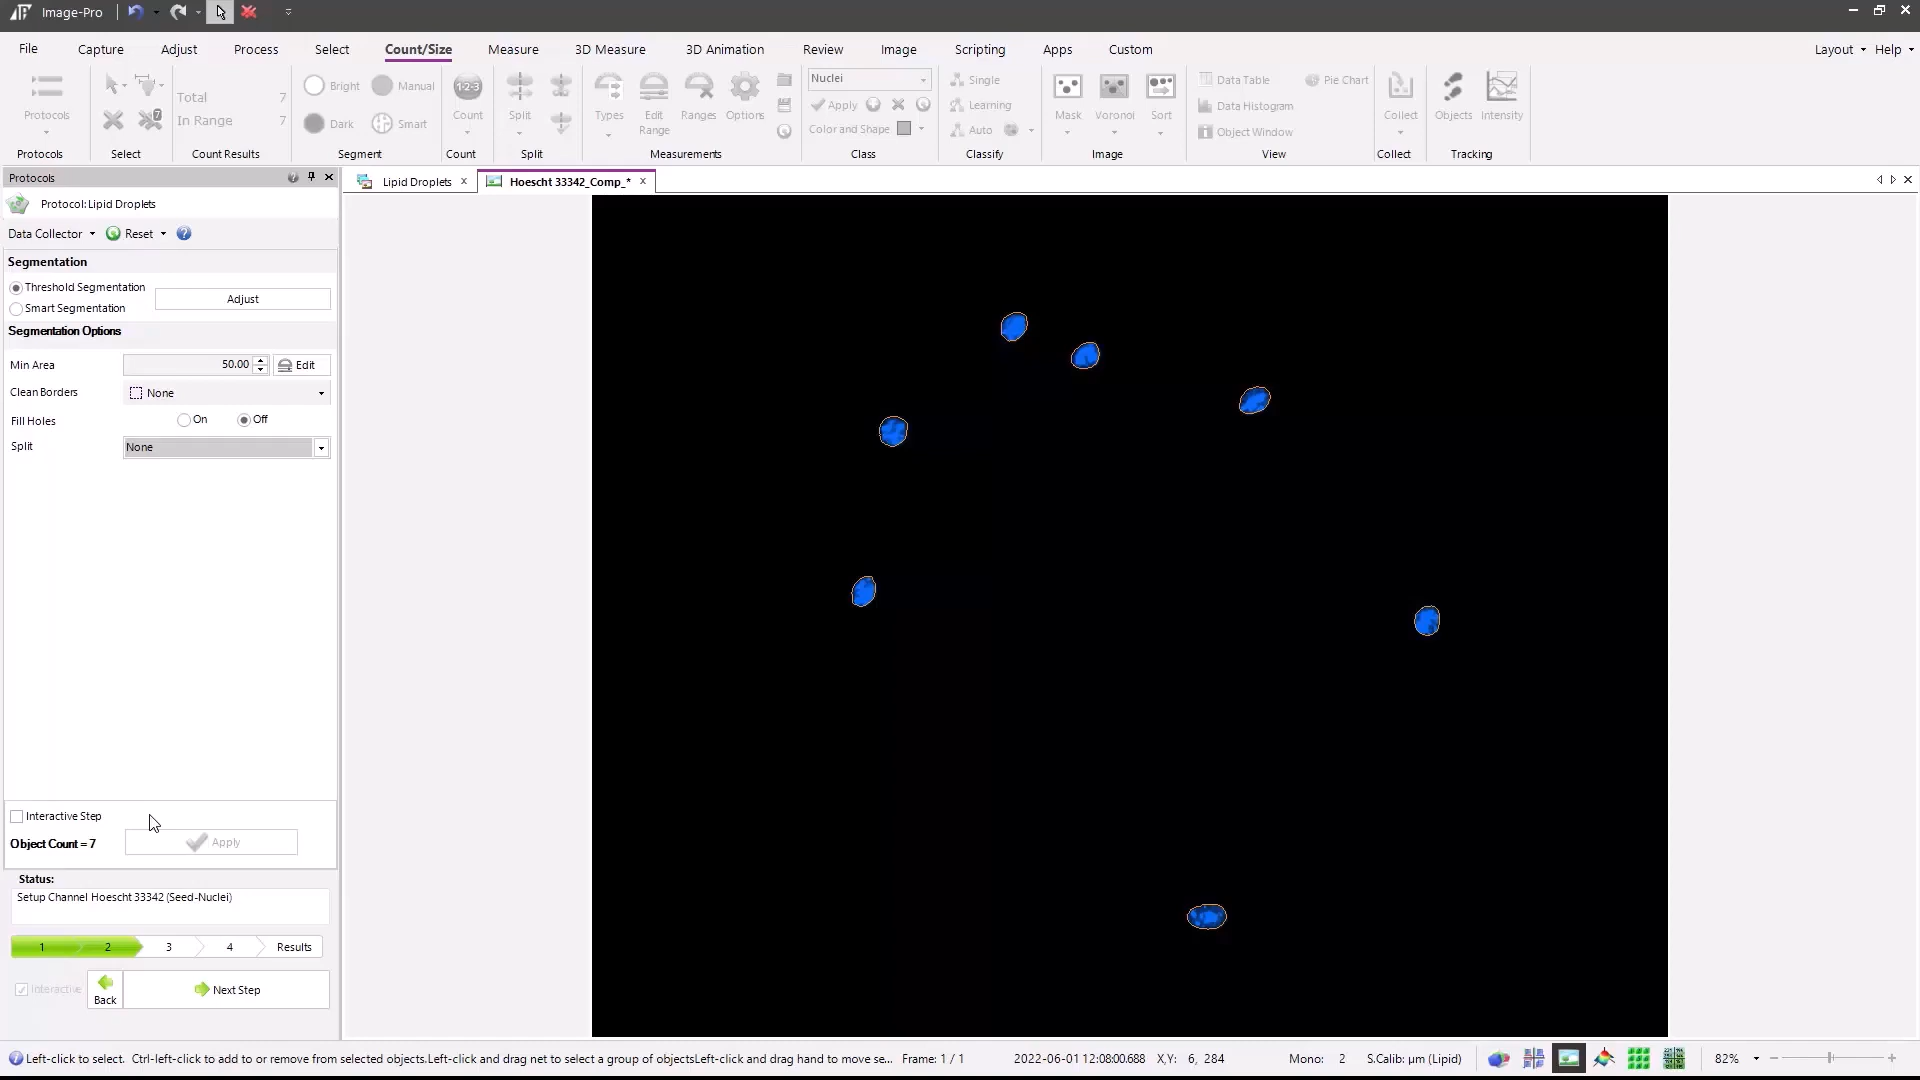 Image-Pro
File Capture Adjust Process Select Count/Size Measure 3D Measure 3D Animation Review Image Scripting Apps Custom Layout Help
Protocols
Total 7
In Range 7
Bright Manual
Dark Smart
1-2-3
Count
Split
Types
Edit Range
Ranges
Options
Nuclei
Apply
Color and Shape
Single
Learning
Auto
Mask
Voronoi
Sort
Data Table
Pie Chart
Data Histogram
Object Window
Collect
Objects
Intensity
Protocols Select Count Results Segment Count Split Measurements Class Classify Image View Collect Tracking
Protocols
Lipid Droplets
Hoescht 33342_Comp_*
Protocol: Lipid Droplets
Data Collector Reset
Segmentation
Threshold Segmentation
Smart Segmentation
Adjust
Segmentation Options
Min Area 50.00 Edit
Clean Borders None
Fill Holes On Off
Split None
Interactive Step
Object Count = 7 Apply
Status:
Setup Channel Hoescht 33342 (Seed-Nuclei)
1 2 3 4 Results
Interactive Back Next Step
Left-click to select. Ctrl-left-click to add to or remove from selected objects.Left-click and drag net to select a group of objectsLeft-click and drag hand to move se... Frame: 1 / 1 2022-06-01 12:08:00.688 X,Y: 6, 284 Mono: 2 S.Calib: µm (Lipid) 82%